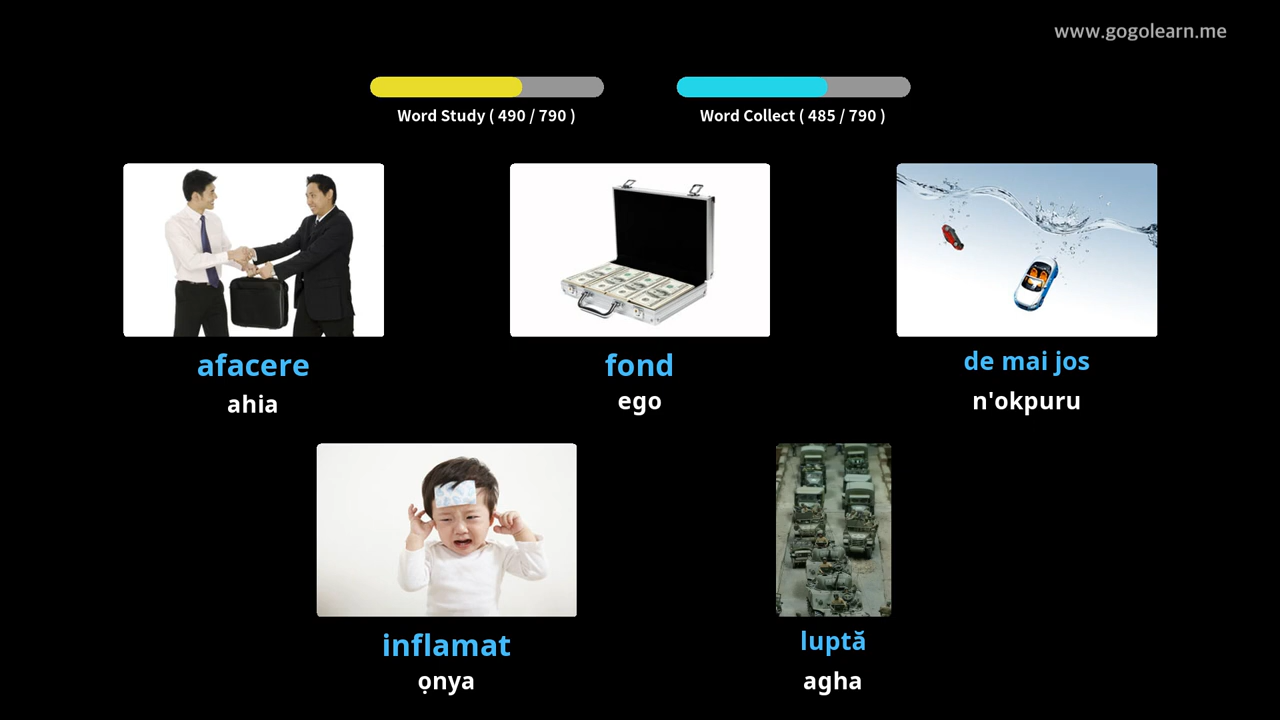 www.gogolearn.me
Word Study ( 490 / 790 )
Word Collect ( 485 / 790 )
afacere
ahia
fond
ego
de mai jos
n'okpuru
inflamat
ọnya
luptă
agha